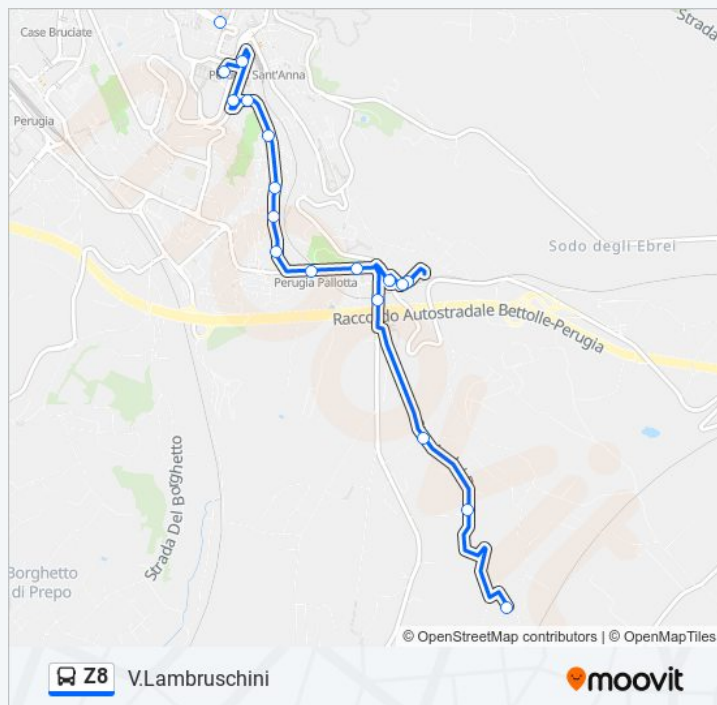 Strada
Case Bruciate
Sant'Anna
Perugia
Sodo degli Ebrei
Perugia Pallotta
Raccordo Autostradale Bettolle-Perugia
Strada Del Borghetto
Borghetto
di Prepo
© OpenStreetMap contributors | © OpenMapTiles
Z8 V.Lambruschini
moovit